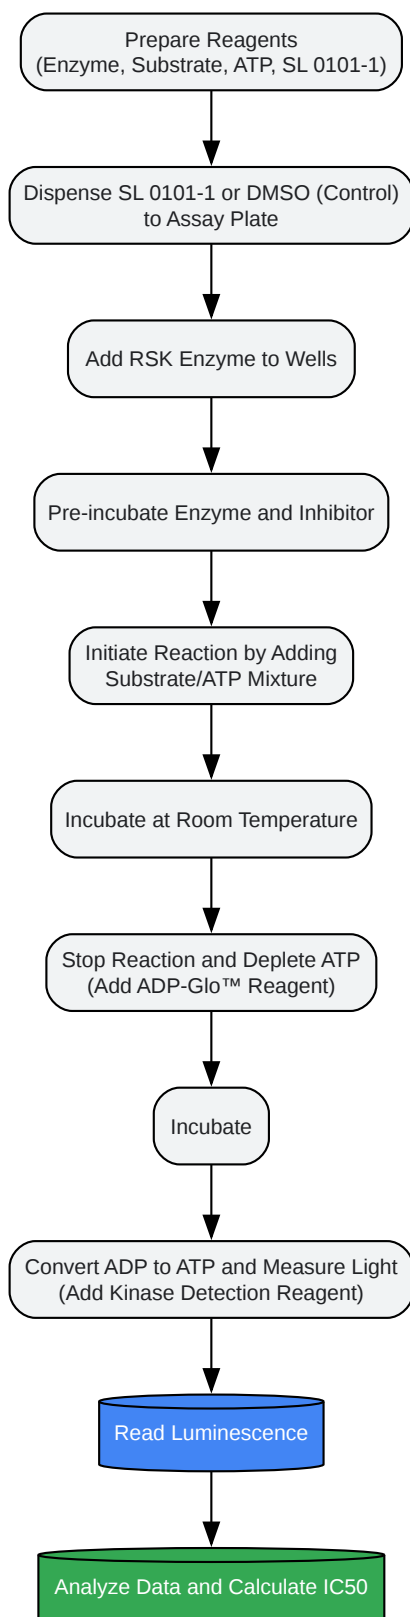 Prepare Reagents
(Enzyme, Substrate, ATP, SL 0101-1)
Dispense SL 0101-1 or DMSO (Control)
to Assay Plate
Add RSK Enzyme to Wells
Pre-incubate Enzyme and Inhibitor
Initiate Reaction by Adding
Substrate/ATP Mixture
Incubate at Room Temperature
Stop Reaction and Deplete ATP
(Add ADP-Glo™ Reagent)
Incubate
Convert ADP to ATP and Measure Light
(Add Kinase Detection Reagent)
Read Luminescence
Analyze Data and Calculate IC50